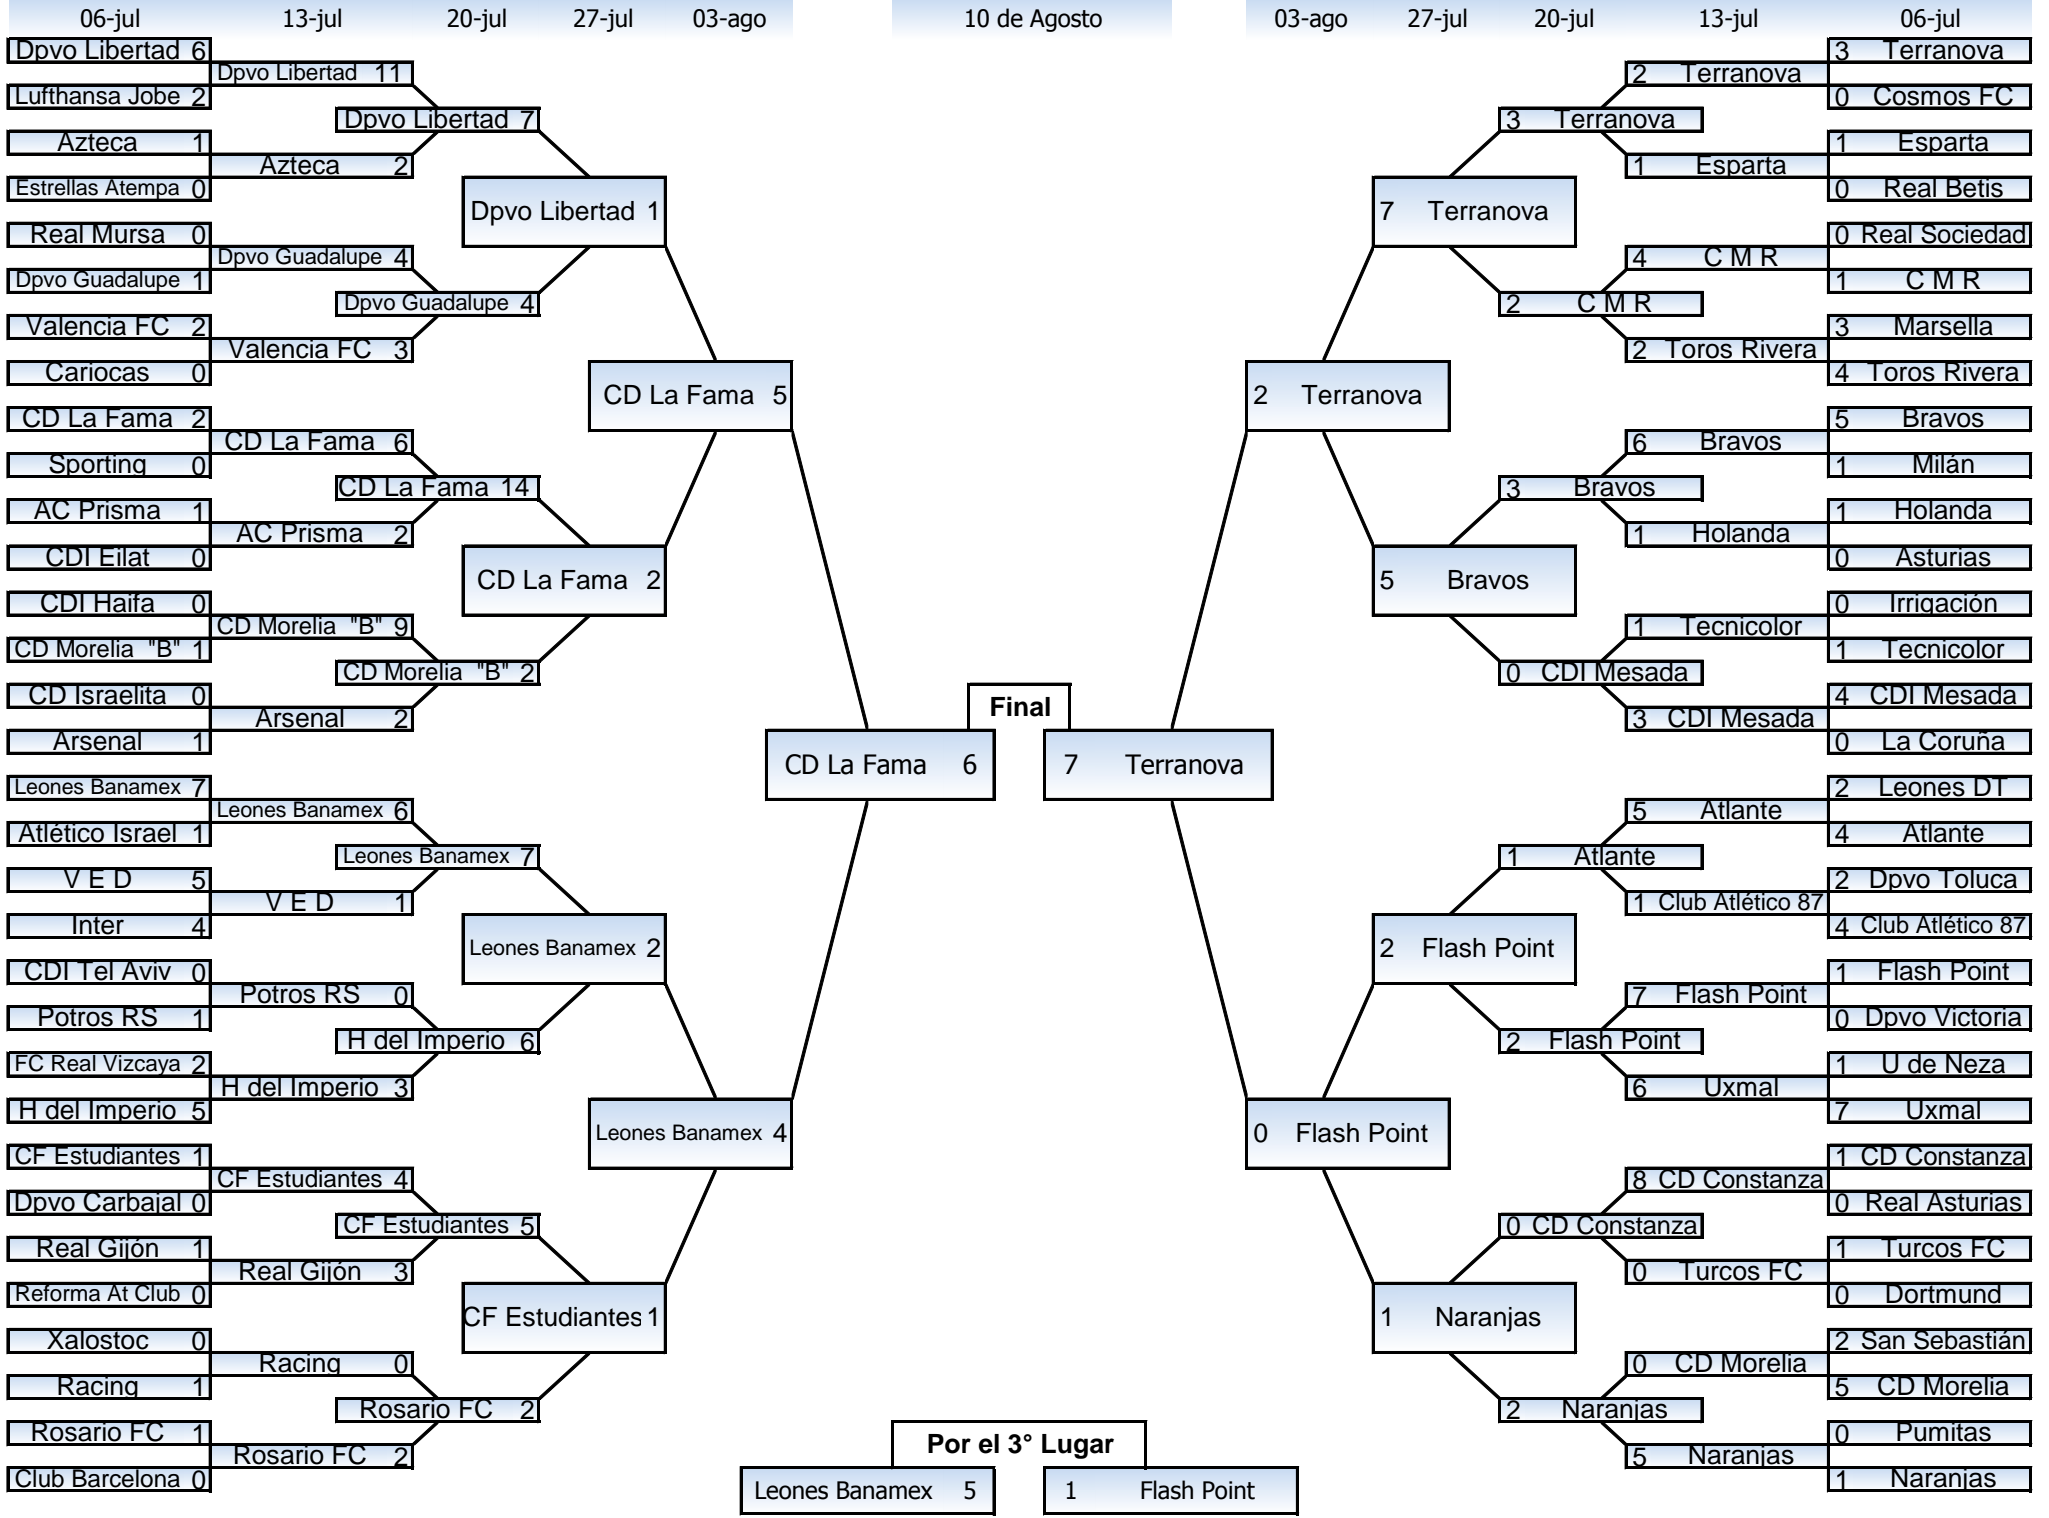 06-jul 13-jul 20-jul 27-jul 03-ago 10 de Agosto 03-ago 27-jul 20-jul 13-jul 06-jul
Dpvo Libertad 6
Lufthansa Jobe 2
Azteca 1
Estrellas Atempa 0
Real Mursa 0
Dpvo Guadalupe 1
Valencia FC 2
Cariocas 0
CD La Fama 2
Sporting 0
AC Prisma 1
CDI Eilat 0
CDI Haifa 0
CD Morelia "B" 1
CD Israelita 0
Arsenal 1
Leones Banamex 7
Atlético Israel 1
V E D 5
Inter 4
CDI Tel Aviv 0
Potros RS 1
FC Real Vizcaya 2
H del Imperio 5
CF Estudiantes 1
Dpvo Carbajal 0
Real Gijón 1
Reforma At Club 0
Xalostoc 0
Racing 1
Rosario FC 1
Club Barcelona 0
Dpvo Libertad 11
Azteca 2
Dpvo Guadalupe 4
Valencia FC 3
CD La Fama 6
AC Prisma 2
CD Morelia "B" 9
Arsenal 2
Leones Banamex 6
V E D 1
Potros RS 0
H del Imperio 3
CF Estudiantes 4
Real Gijón 3
Racing 0
Rosario FC 2
Dpvo Libertad 7
Dpvo Guadalupe 4
CD La Fama 14
CD Morelia "B" 2
Leones Banamex 7
H del Imperio 6
CF Estudiantes 5
Rosario FC 2
Dpvo Libertad 1
CD La Fama 2
Leones Banamex 2
CF Estudiantes 1
CD La Fama 5
Leones Banamex 4
Final
CD La Fama 6
7 Terranova
Por el 3° Lugar
Leones Banamex 5
1 Flash Point
2 Terranova
0 Flash Point
7 Terranova
5 Bravos
2 Flash Point
1 Naranjas
3 Terranova
2 C M R
3 Bravos
0 CDI Mesada
1 Atlante
2 Flash Point
0 CD Constanza
2 Naranjas
2 Terranova
1 Esparta
4 C M R
2 Toros Rivera
6 Bravos
1 Holanda
1 Tecnicolor
3 CDI Mesada
5 Atlante
1 Club Atlético 87
7 Flash Point
6 Uxmal
8 CD Constanza
0 Turcos FC
0 CD Morelia
5 Naranjas
3 Terranova
0 Cosmos FC
1 Esparta
0 Real Betis
0 Real Sociedad
1 C M R
3 Marsella
4 Toros Rivera
5 Bravos
1 Milán
1 Holanda
0 Asturias
0 Irrigación
1 Tecnicolor
4 CDI Mesada
0 La Coruña
2 Leones DT
4 Atlante
2 Dpvo Toluca
4 Club Atlético 87
1 Flash Point
0 Dpvo Victoria
1 U de Neza
7 Uxmal
1 CD Constanza
0 Real Asturias
1 Turcos FC
0 Dortmund
2 San Sebastián
5 CD Morelia
0 Pumitas
1 Naranjas